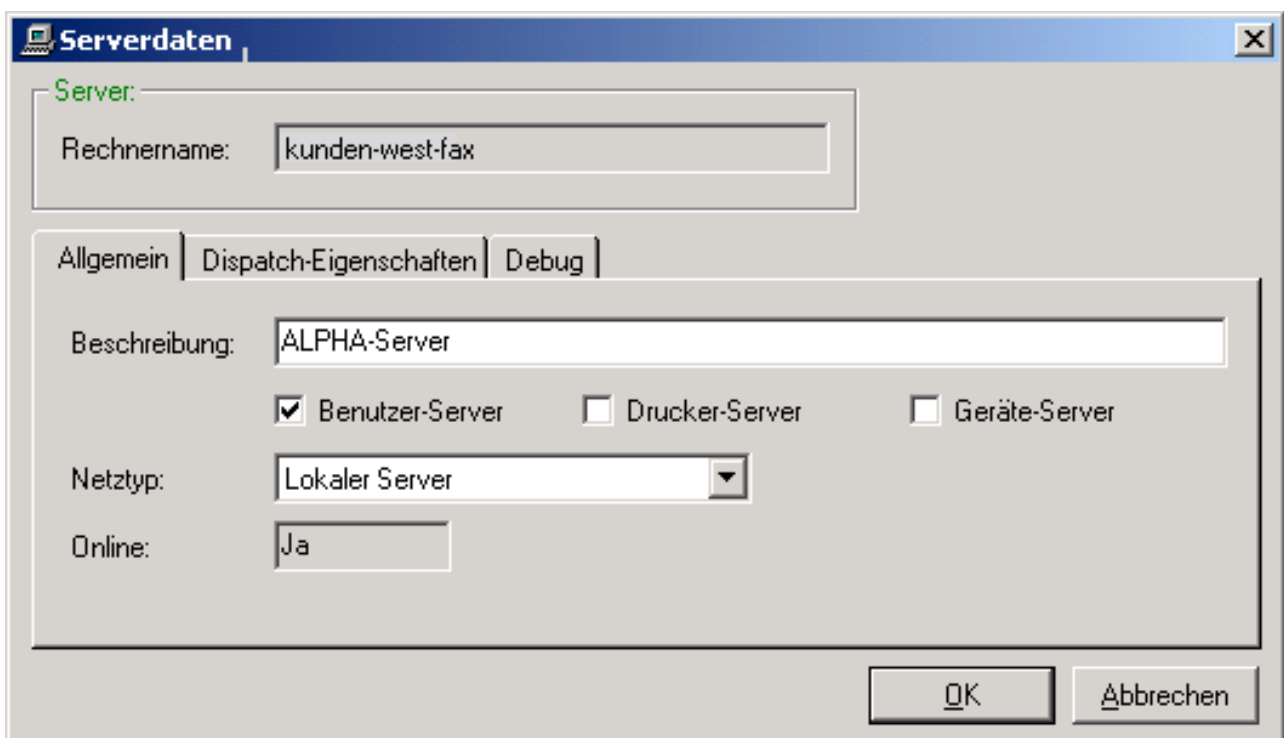 Serverdaten
Server:
Rechnername: kunden-west-fax
Allgemein Dispatch-Eigenschaften Debug
Beschreibung: ALPHA-Server
Benutzer-Server Drucker-Server Geräte-Server
Netztyp: Lokaler Server
Online: Ja
OK Abbrechen